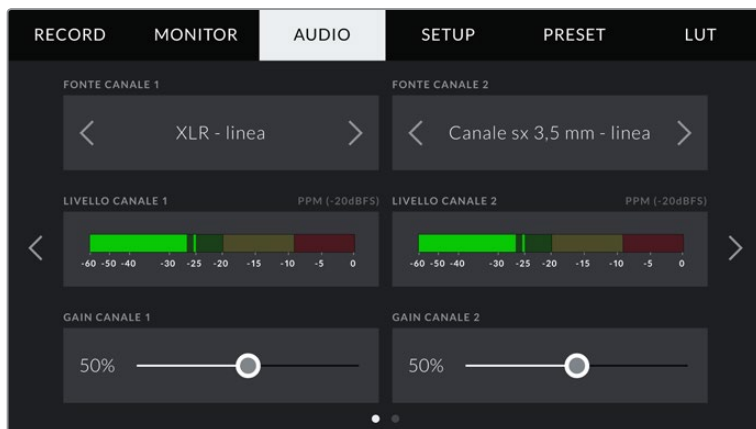 RECORD MONITOR AUDIO SETUP PRESET LUT
FONTE CANALE 1 FONTE CANALE 2
XLR - linea Canale sx 3,5 mm - linea
LIVELLO CANALE 1 PPM (-20dBFS) LIVELLO CANALE 2 PPM (-20dBFS)
-60 -50 -40 -30 -25 -20 -15 -10 -5 0 -60 -50 -40 -30 -25 -20 -15 -10 -5 0
GAIN CANALE 1 GAIN CANALE 2
50% 50%